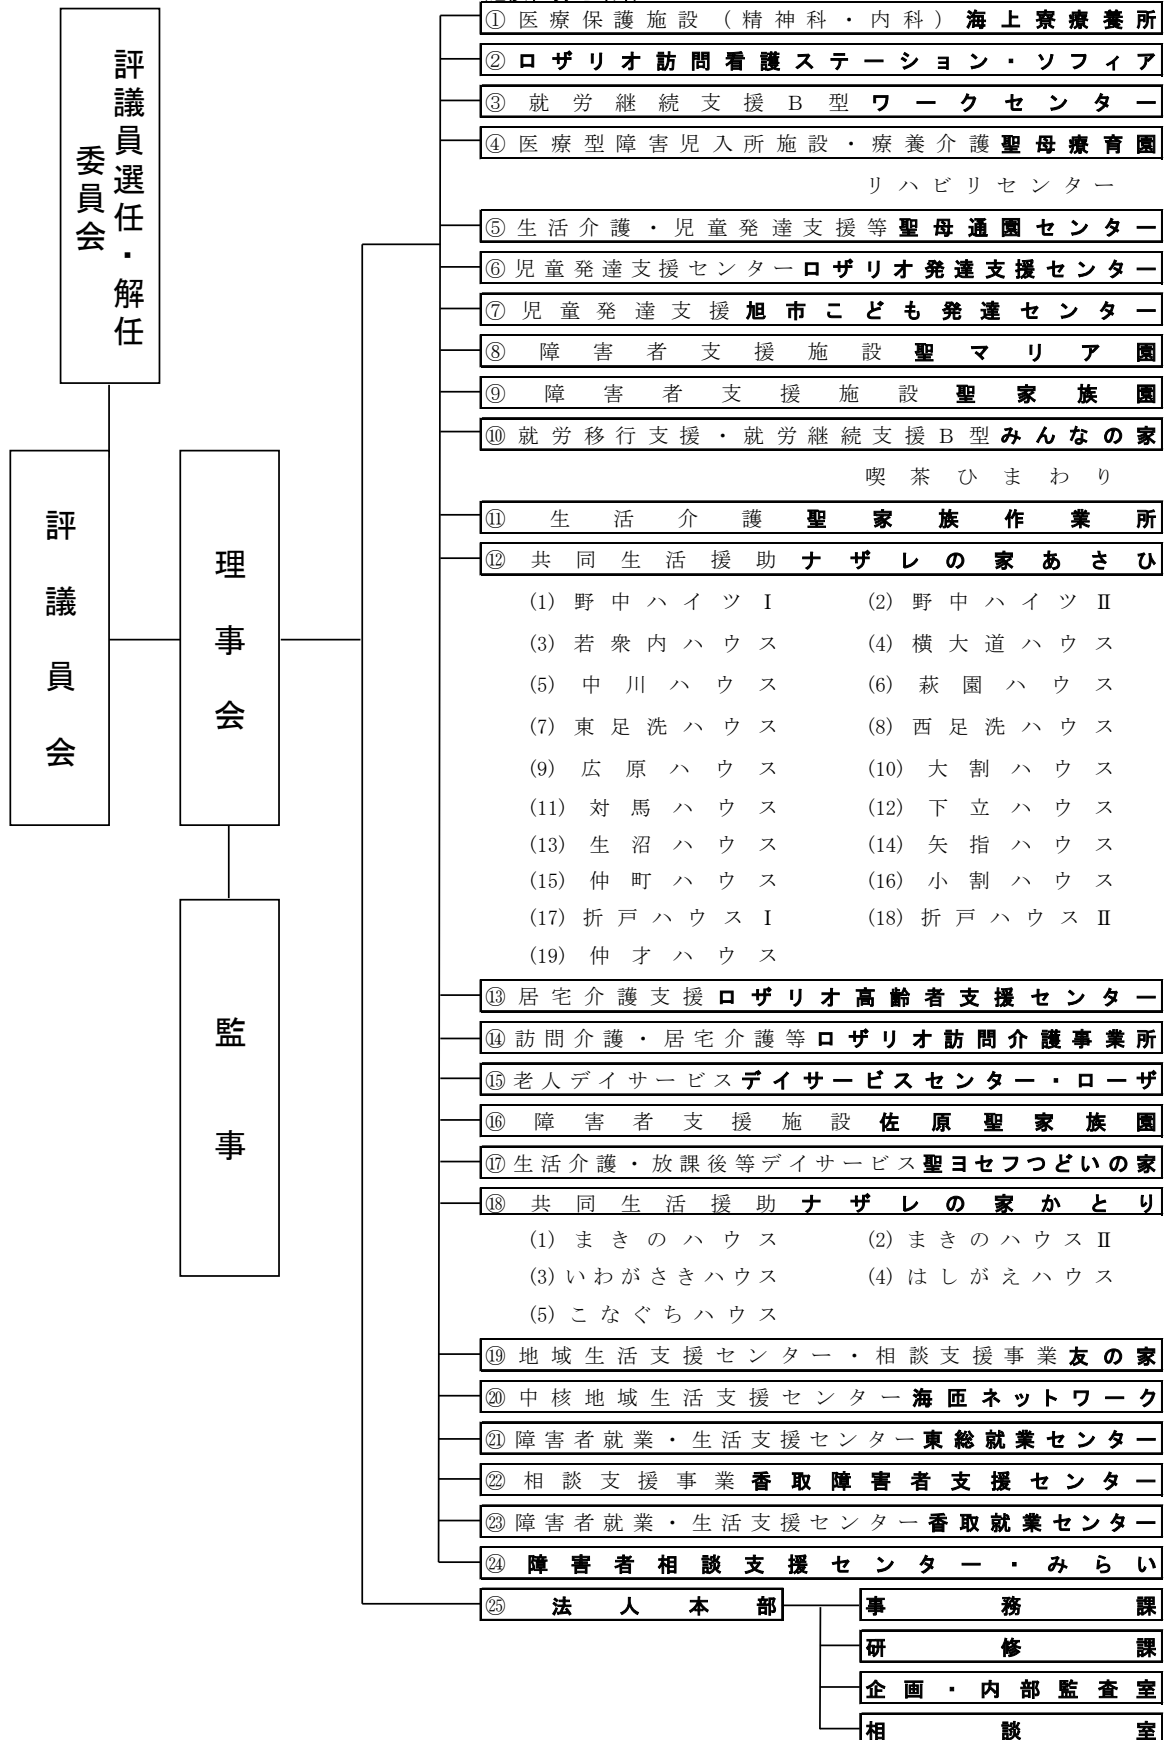 評議員選任・解任
委員会
評議員会
理事会
監事
①医療保護施設（精神科・内科）海上寮療養所
②ロザリオ訪問看護ステーション・ソフィア
③就労継続支援B型ワークセンター
④医療型障害児入所施設・療養介護聖母療育園
リハビリセンター
⑤生活介護・児童発達支援等聖母通園センター
⑥児童発達支援センターロザリオ発達支援センター
⑦児童発達支援旭市こども発達センター
⑧障害者支援施設聖マリア園
⑨障害者支援施設聖家族園
⑩就労移行支援・就労継続支援B型みんなの家
喫茶ひまわり
⑪生活介護聖家族作業所
⑫共同生活援助ナザレの家あさひ
(1) 野中ハイツⅠ (2) 野中ハイツⅡ
(3) 若衆内ハウス (4) 横大道ハウス
(5) 中川ハウス (6) 萩園ハウス
(7) 東足洗ハウス (8) 西足洗ハウス
(9) 広原ハウス (10) 大割ハウス
(11) 対馬ハウス (12) 下立ハウス
(13) 生沼ハウス (14) 矢指ハウス
(15) 仲町ハウス (16) 小割ハウス
(17) 折戸ハウスⅠ (18) 折戸ハウスⅡ
(19) 仲才ハウス
⑬居宅介護支援ロザリオ高齢者支援センター
⑭訪問介護・居宅介護等ロザリオ訪問介護事業所
⑮老人デイサービスデイサービスセンター・ローザ
⑯障害者支援施設佐原聖家族園
⑰生活介護・放課後等デイサービス聖ヨセフつどいの家
⑱共同生活援助ナザレの家かとり
(1) まきのハウス (2) まきのハウスⅡ
(3) いわがさきハウス (4) はしがえハウス
(5) こなぐちハウス
⑲地域生活支援センター・相談支援事業友の家
⑳中核地域生活支援センター海匝ネットワーク
㉑障害者就業・生活支援センター東総就業センター
㉒相談支援事業香取障害者支援センター
㉓障害者就業・生活支援センター香取就業センター
㉔障害者相談支援センター・みらい
㉕法人本部
事務課
研修課
企画・内部監査室
相談室